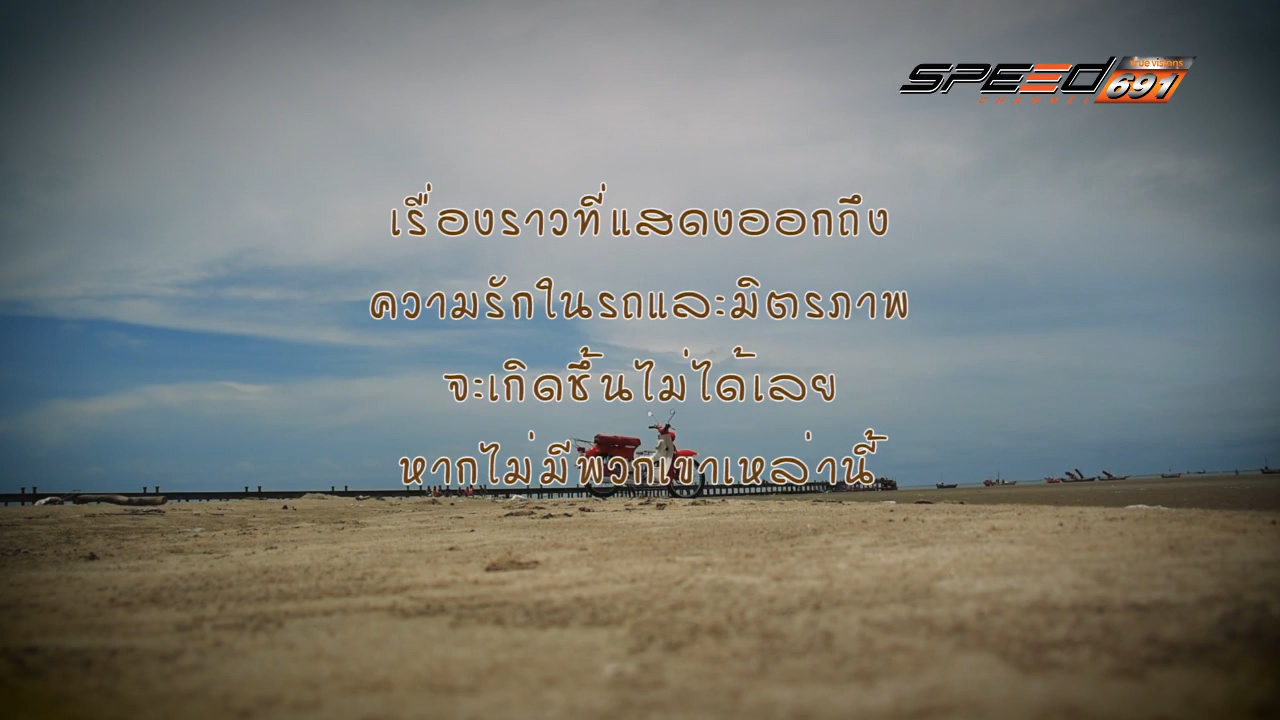 SPEED
true visions
CHANNEL
691
เรื่องราวที่แสดงออกถึง
ความรักในรถและมิตรภาพ
จะเกิดชึ้นไม่ได้เลย
หากไม่มีพวกเขาเหล่านี้